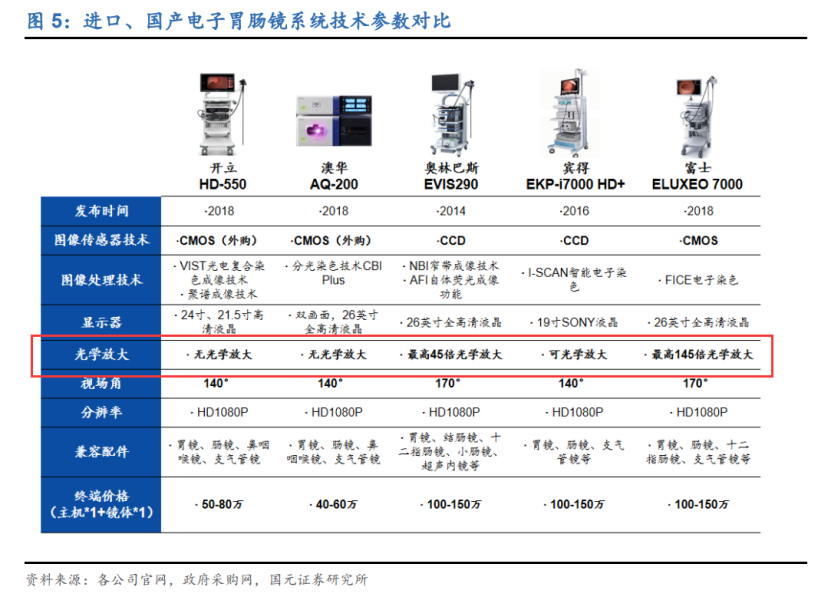 图 5：进口、国产电子胃肠镜系统技术参数对比
开立
HD-550
澳华
AQ-200
奥林巴斯
EVIS290
宾得
EKP-i7000 HD+
富士
ELUXEO 7000
发布时间 ·2018 ·2018 ·2014 ·2016 ·2018
图像传感器技术 ·CMOS（外购） ·CMOS（外购） ·CCD ·CCD ·CMOS
图像处理技术
·VIST光电复合染
色成像技术
·聚谱成像技术
·分光染色技术CBI
Plus
·NBI窄带成像技术
·AFI自体荧光成像
功能
·I-SCAN智能电子染
色
·FICE电子染色
显示器
·24寸、21.5寸高
清液晶
·双画面，26英寸
全高清液晶
·26英寸全高清液晶
·19寸SONY液晶
·26英寸全高清液晶
光学放大 ·无光学放大 ·无光学放大 ·最高45倍光学放大 ·可光学放大 ·最高145倍光学放大
视场角 140° 140° 170° 140° 170°
分辨率 ·HD1080P ·HD1080P ·HD1080P ·HD1080P ·HD1080P
兼容配件
·胃镜、肠镜、鼻咽
喉镜、支气管镜
·胃镜、肠镜、鼻
咽喉镜、支气管镜
·胃镜、结肠镜、十
二指肠镜、小肠镜、
超声内镜等
·胃镜、肠镜、支气
管镜等
·胃镜、肠镜、十二
指肠镜、支气管镜等
终端价格
（主机*1+镜体*1）
·50-80万 ·40-60万 ·100-150万 ·100-150万 ·100-150万
资料来源：各公司官网，政府采购网，国元证券研究所